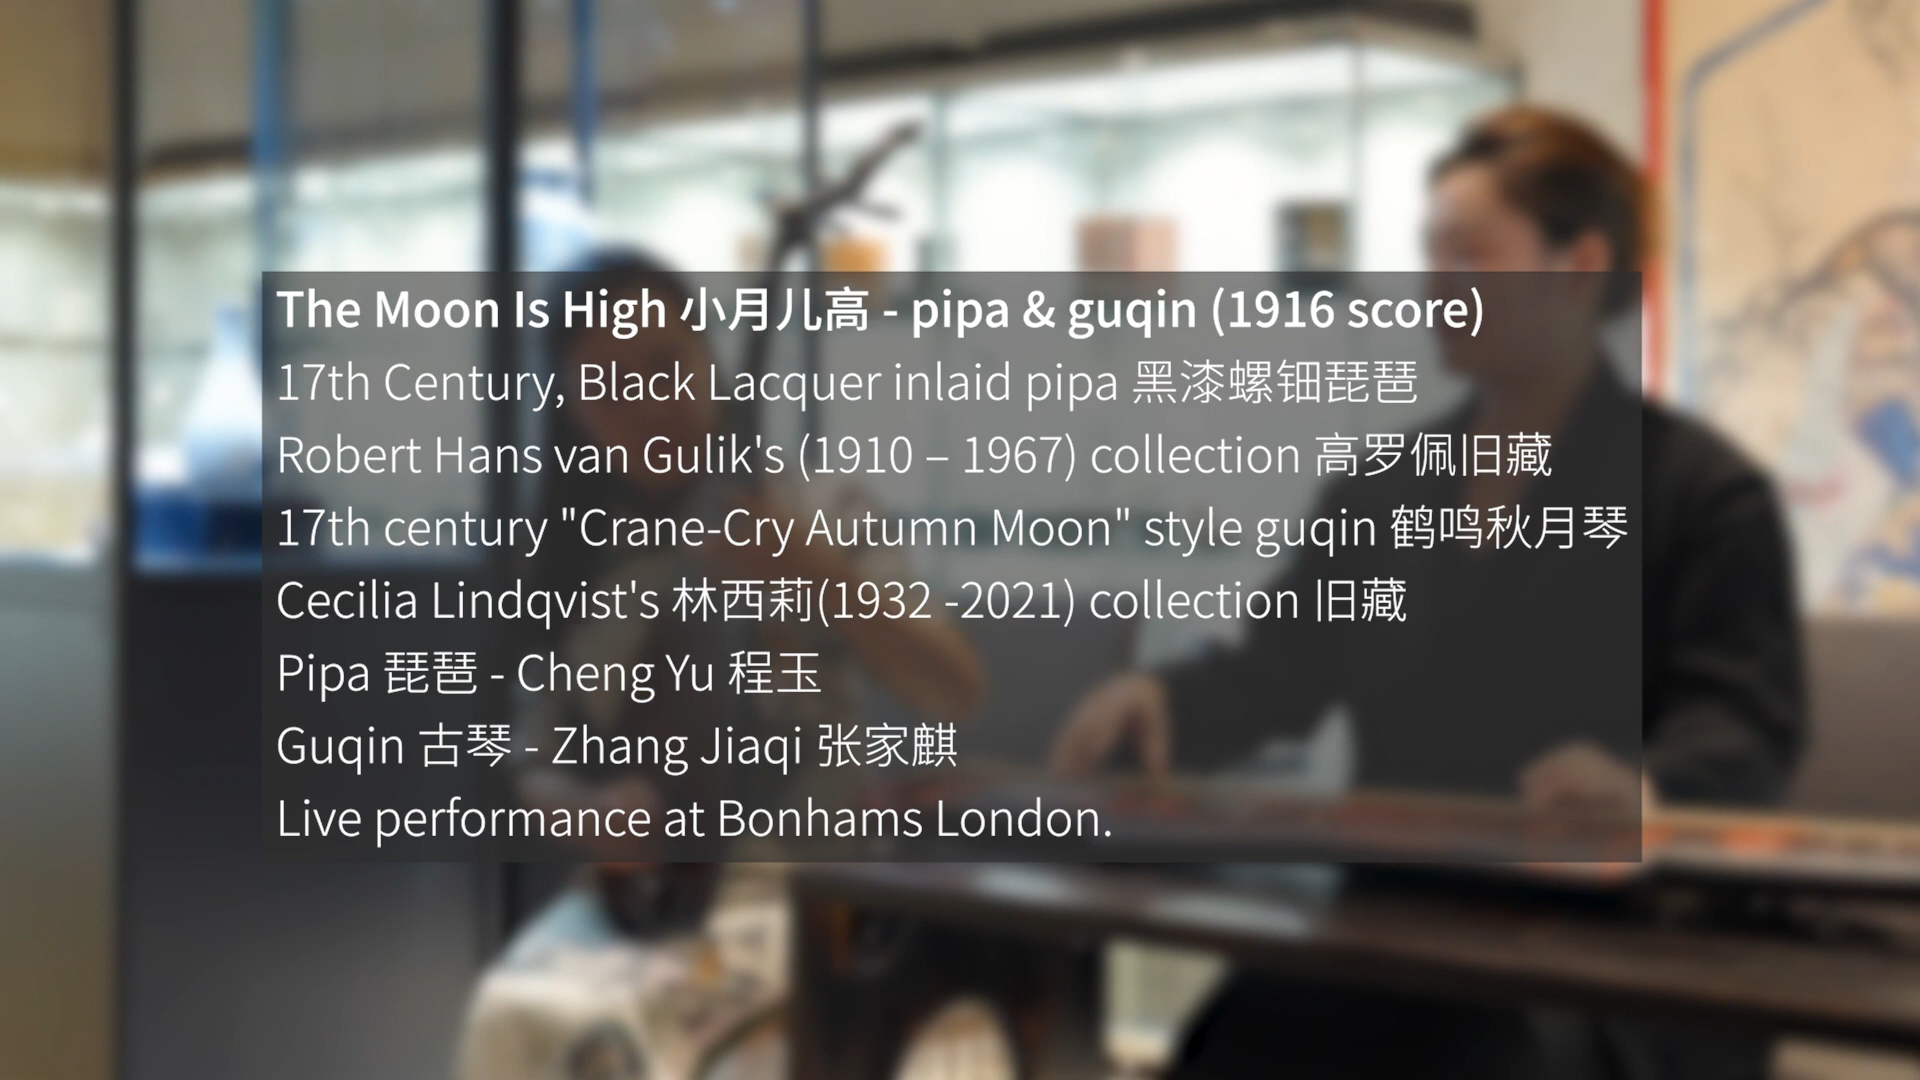 The Moon Is High 小月儿高 - pipa & guqin (1916 score)
17th Century, Black Lacquer inlaid pipa 黑漆螺钿琵琶
Robert Hans van Gulik's (1910 – 1967) collection 高罗佩旧藏
17th century "Crane-Cry Autumn Moon" style guqin 鹤鸣秋月琴
Cecilia Lindqvist's 林西莉(1932 -2021) collection 旧藏
Pipa 琵琶 - Cheng Yu 程玉
Guqin 古琴 - Zhang Jiaqi 张家麒
Live performance at Bonhams London.